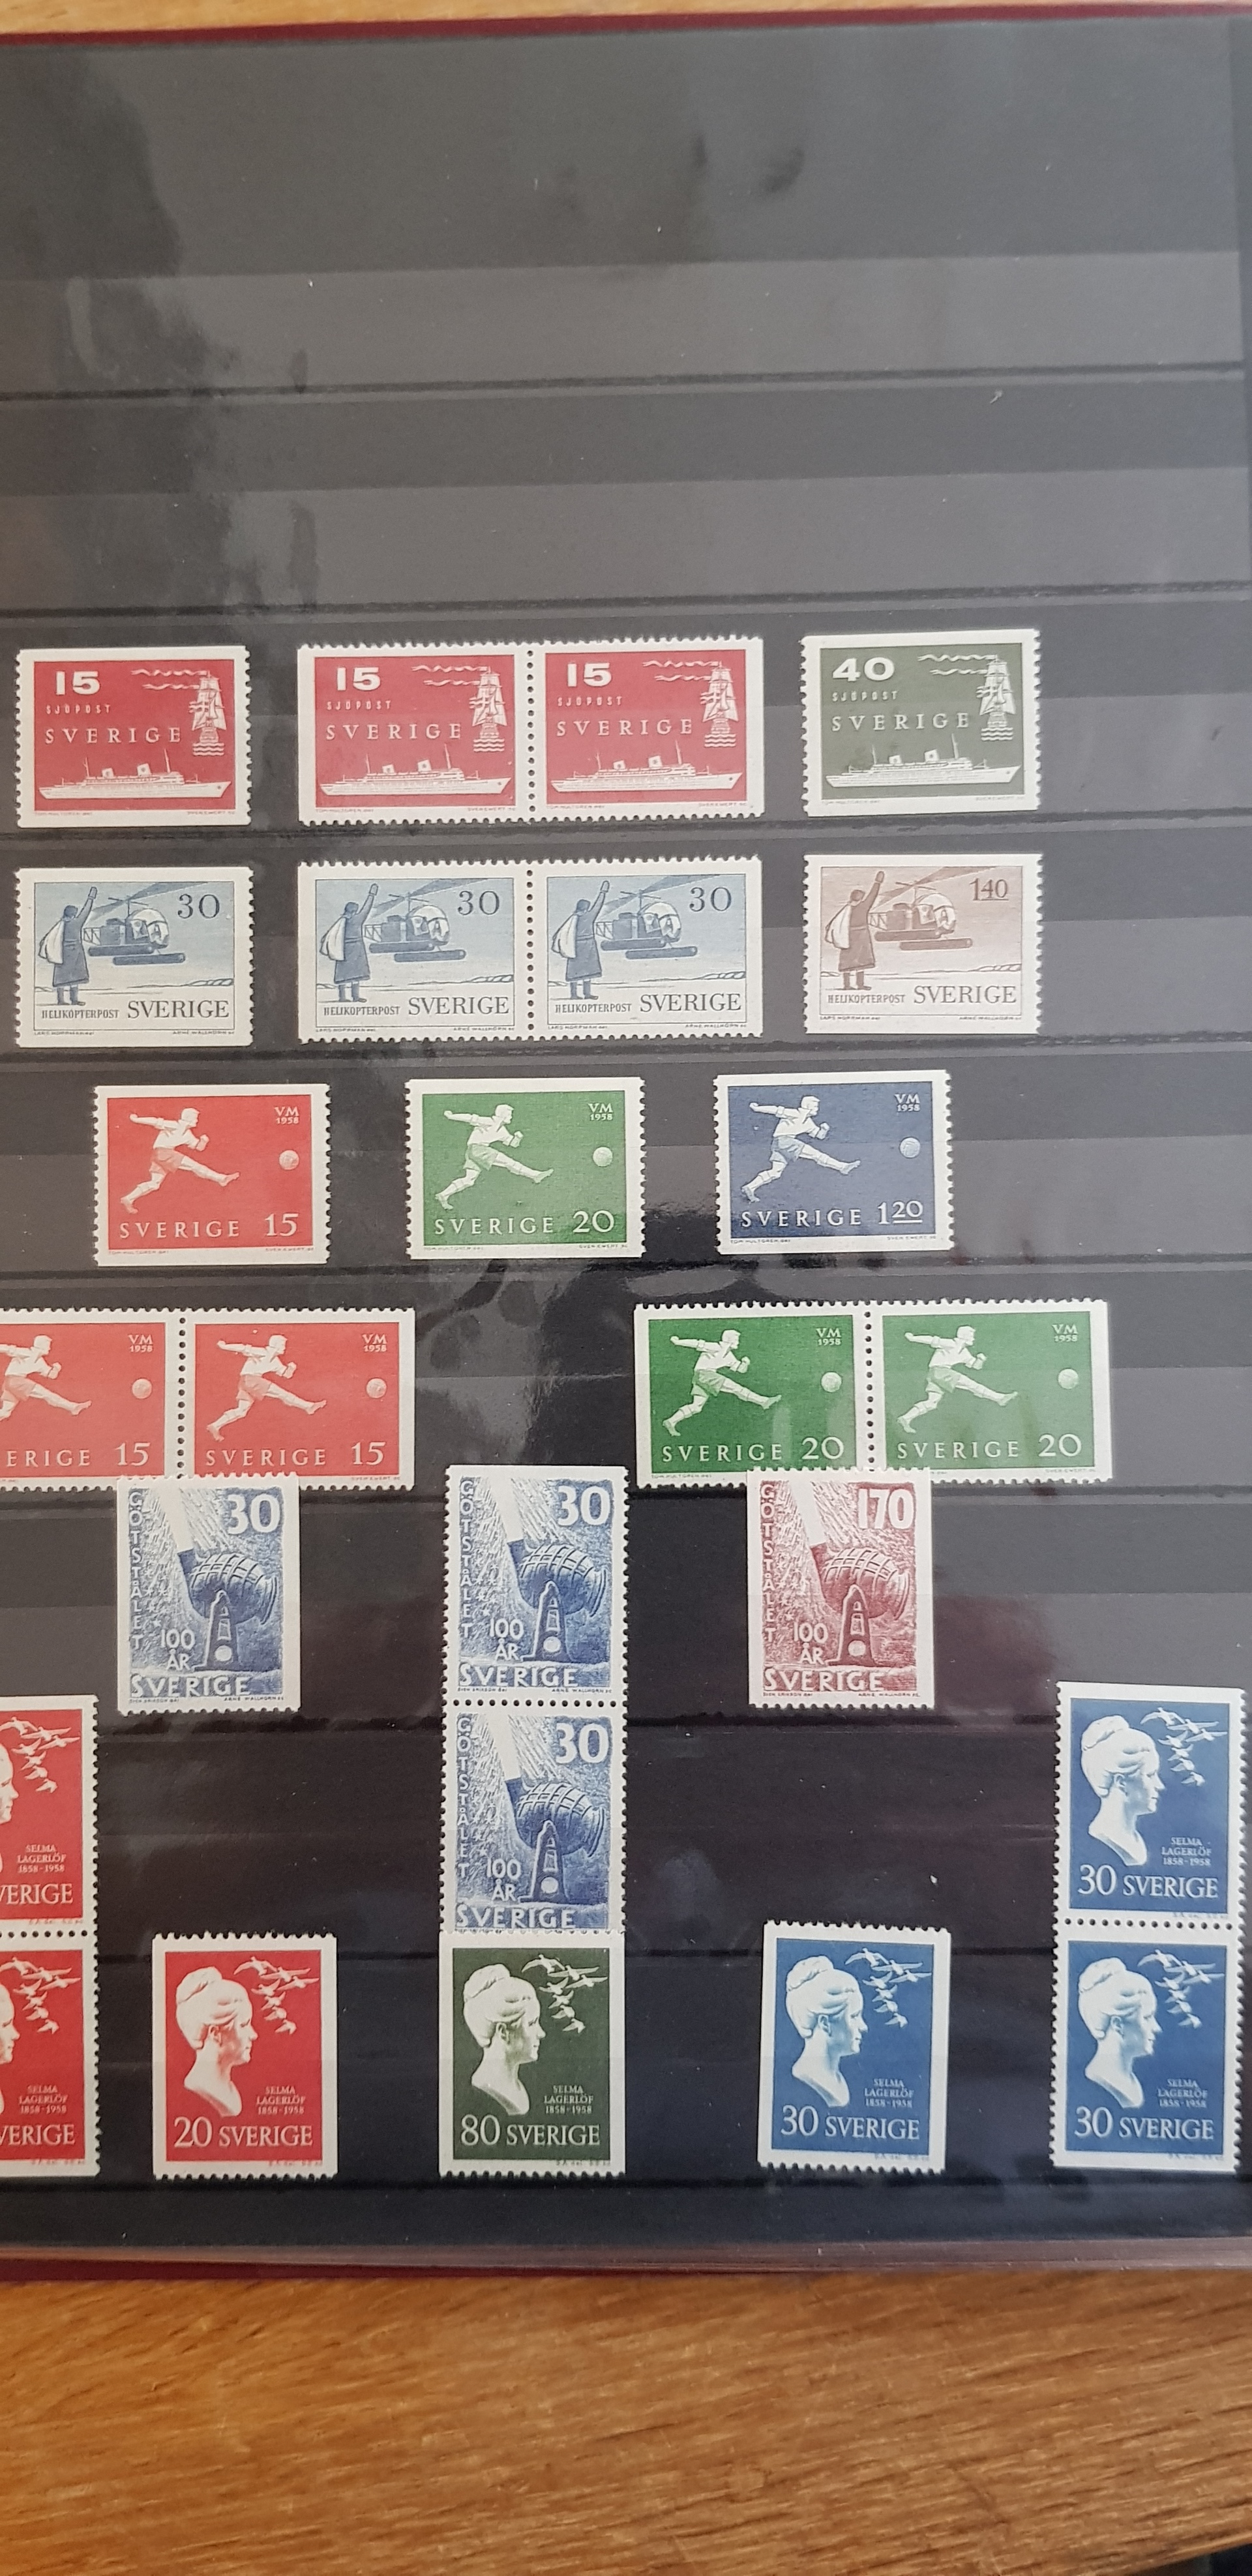 15
SJÖPOST
SVERIGE
15
SJÖPOST
SVERIGE
15
SJÖPOST
SVERIGE
40
SJÖPOST
SVERIGE
30
HELIKOPTERPOST SVERIGE
30
HELIKOPTERPOST SVERIGE
30
HELIKOPTERPOST SVERIGE
140
HELIKOPTERPOST SVERIGE
VM
1958
SVERIGE 15
VM
1958
SVERIGE 20
VM
1958
SVERIGE 120
VM
1958
ERIGE 15
VM
1958
SVERIGE 15
VM
1958
SVERIGE 20
VM
1958
SVERIGE 20
GÖTSTÅLET
30
100
ÅR
SVERIGE
GÖTSTÅLET
30
100
ÅR
SVERIGE
GÖTSTÅLET
170
100
ÅR
SVERIGE
GÖTSTÅLET
30
100
ÅR
SVERIGE
SELMA
LAGERLÖF
1858-1958
VERIGE
SELMA
LAGERLÖF
1858-1958
30 SVERIGE
SELMA
LAGERLÖF
1858-1958
VERIGE
SELMA
LAGERLÖF
1858-1958
20 SVERIGE
SELMA
LAGERLÖF
1858-1958
80 SVERIGE
SELMA
LAGERLÖF
1858-1958
30 SVERIGE
SELMA
LAGERLÖF
1858-1958
30 SVERIGE